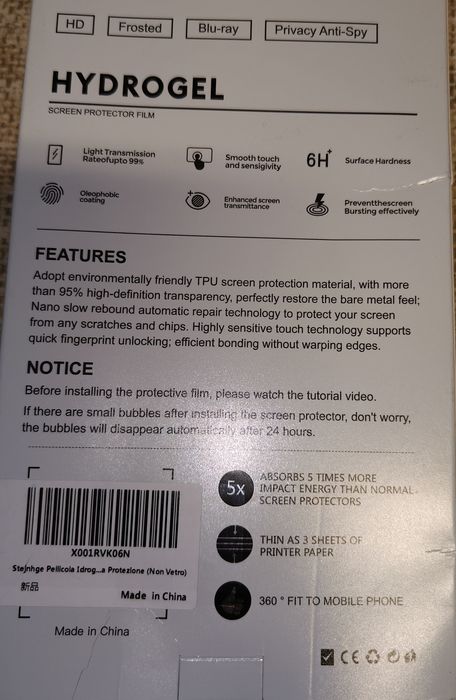 HD Frosted Blu-ray Privacy Anti-Spy
HYDROGEL
SCREEN PROTECTOR FILM
Light Transmission
Rateofupto 99%
Smooth touch
and sensigivity
6H+
Surface Hardness
Oleophobic
coating
Enhanced screen
transmittance
Preventthescreen
Bursting effectively
FEATURES
Adopt environmentally friendly TPU screen protection material, with more
than 95% high-definition transparency, perfectly restore the bare metal feel;
Nano slow rebound automatic repair technology to protect your screen
from any scratches and chips. Highly sensitive touch technology supports
quick fingerprint unlocking; efficient bonding without warping edges.
NOTICE
Before installing the protective film, please watch the tutorial video.
If there are small bubbles after installing the screen protector, don't worry,
the bubbles will disappear automatically after 24 hours.
5x
ABSORBS 5 TIMES MORE
IMPACT ENERGY THAN NORMAL
SCREEN PROTECTORS
THIN AS 3 SHEETS OF
PRINTER PAPER
360 ° FIT TO MOBILE PHONE
X001RVK06N
Stejnhge Pellicola Idrog...a Protezione (Non Vetro)
新品
Made in China
Made in China
CE